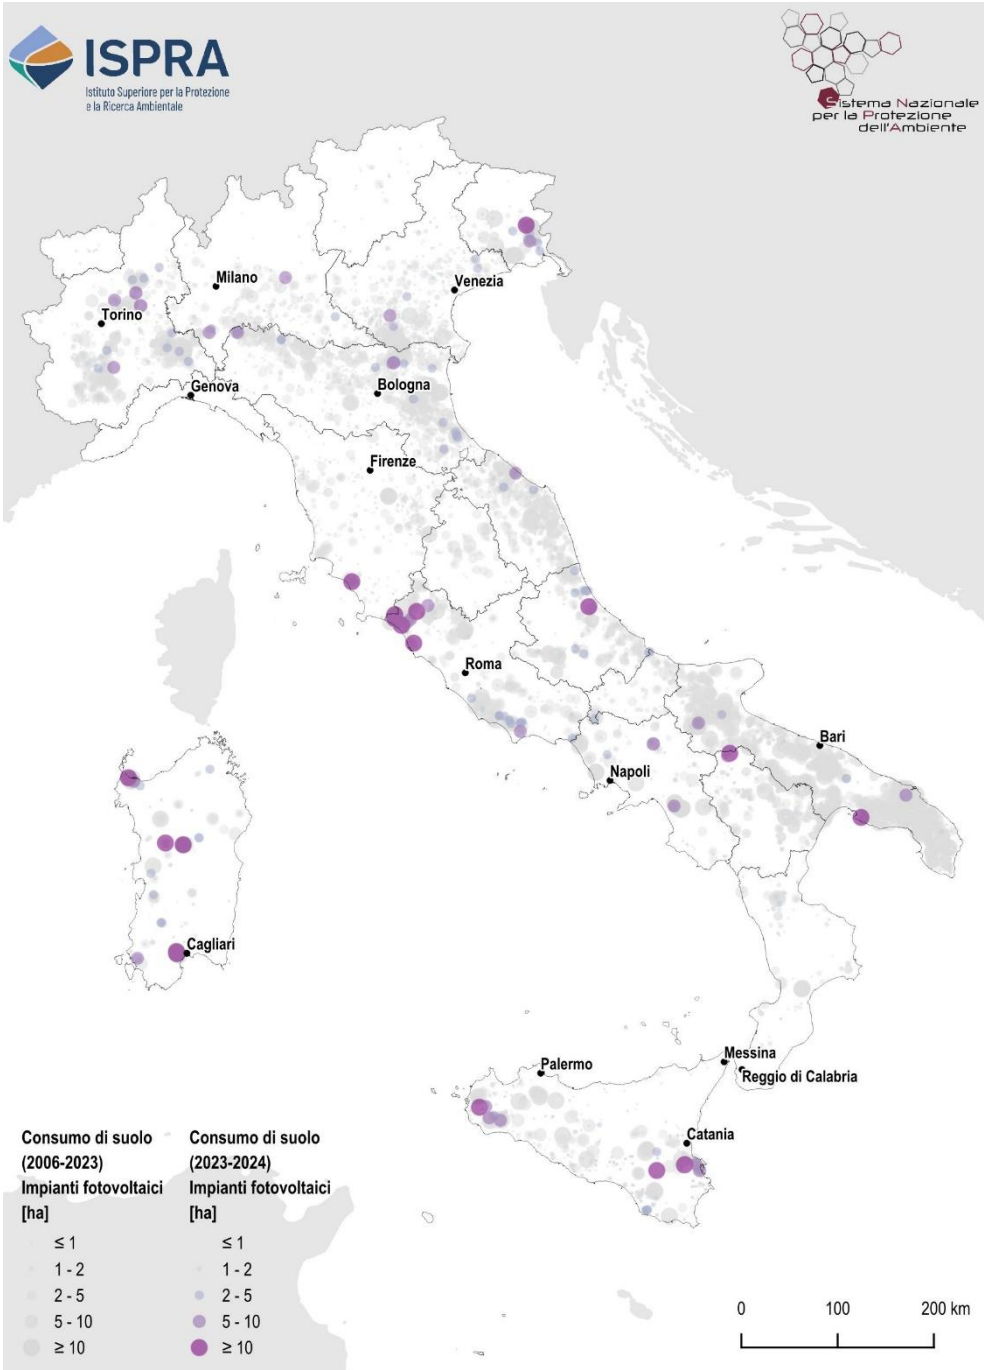 ISPRA
Istituto Superiore per la Protezione
e la Ricerca Ambientale
Sistema Nazionale
per la Protezione
dell'Ambiente
Milano
Venezia
Torino
Genova
Bologna
Firenze
Roma
Bari
Napoli
Cagliari
Messina
Palermo
Reggio di Calabria
Catania
Consumo di suolo
(2006-2023)
Impianti fotovoltaici
[ha]
≤ 1
1 - 2
2 - 5
5 - 10
≥ 10
Consumo di suolo
(2023-2024)
Impianti fotovoltaici
[ha]
≤ 1
1 - 2
2 - 5
5 - 10
≥ 10
0 100 200 km